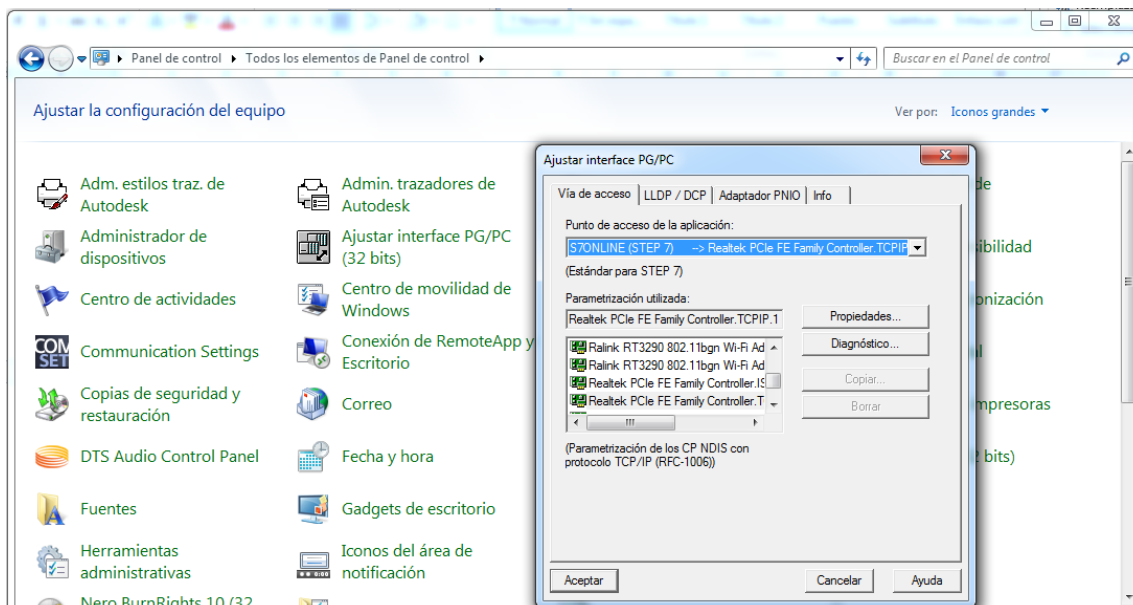 Panel de control ▸ Todos los elementos de Panel de control ▸
Buscar en el Panel de control
Ajustar la configuración del equipo
Ver por: Iconos grandes
Adm. estilos traz. de
Autodesk
Admin. trazadores de
Autodesk
Administrador de
dispositivos
Ajustar interface PG/PC
(32 bits)
Centro de actividades
Centro de movilidad de
Windows
COM
SET
Communication Settings
Conexión de RemoteApp y
Escritorio
Copias de seguridad y
restauración
Correo
DTS Audio Control Panel
Fecha y hora
Fuentes
Gadgets de escritorio
Herramientas
administrativas
Iconos del área de
notificación
Nero BurnRights 10 (32
de
ibilidad
onización
al
mpresoras
2 bits)
Ajustar interface PG/PC
Vía de acceso
LLDP / DCP
Adaptador PNIO
Info
Punto de acceso de la aplicación:
S7ONLINE (STEP 7) --> Realtek PCIe FE Family Controller.TCPIP
(Estándar para STEP 7)
Parametrización utilizada:
Realtek PCIe FE Family Controller.TCPIP.1
Propiedades...
Diagnóstico...
Copiar...
Borrar
Ralink RT3290 802.11bgn Wi-Fi Ad
Ralink RT3290 802.11bgn Wi-Fi Ad
Realtek PCIe FE Family Controller.IS
Realtek PCIe FE Family Controller.T
(Parametrización de los CP NDIS con
protocolo TCP/IP (RFC-1006))
Aceptar
Cancelar
Ayuda